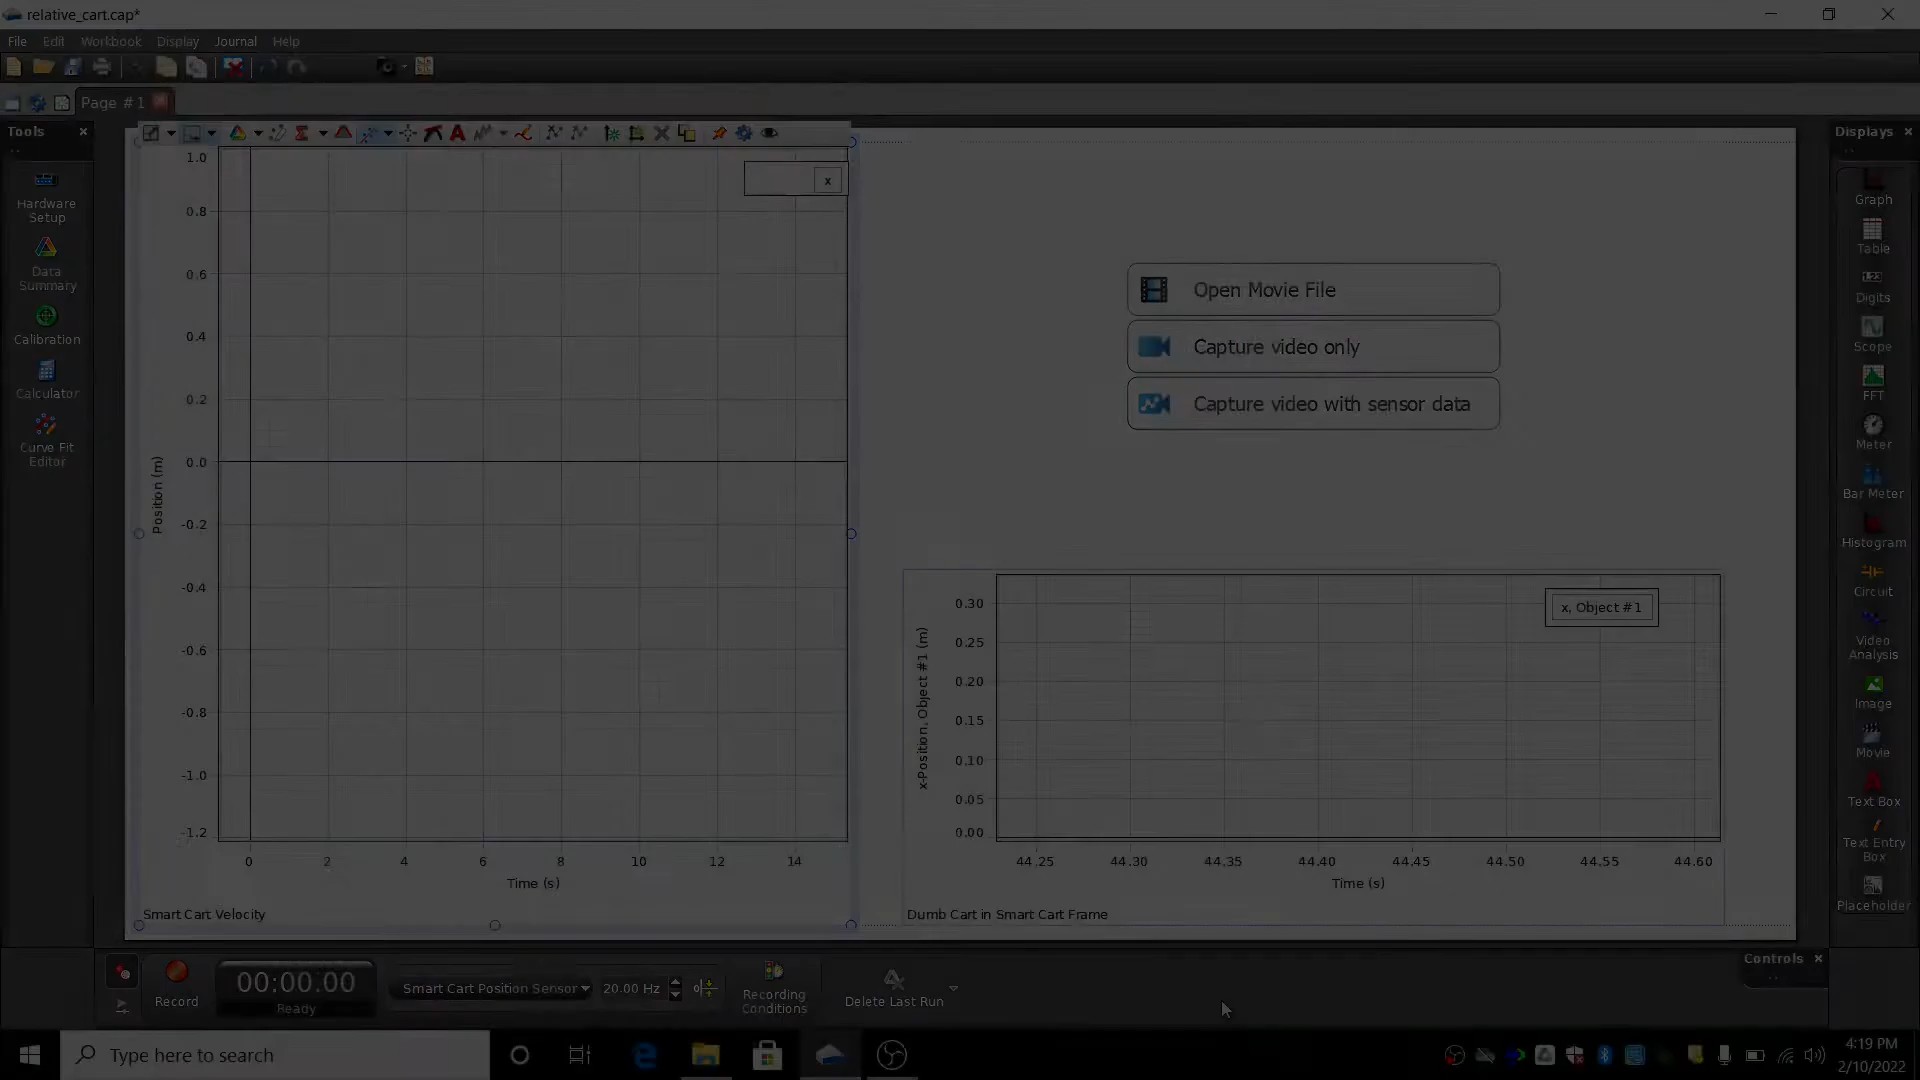 relative_cart.cap*
File Edit Workbook Display Journal Help
Page #1
Tools
Hardware
Setup
Data
Summary
Calibration
Calculator
Curve Fit
Editor
1.0
0.8
0.6
0.4
0.2
0.0
-0.2
-0.4
-0.6
-0.8
-1.0
-1.2
Position (m)
x
0 2 4 6 8 10 12 14
Time (s)
Smart Cart Velocity
Open Movie File
Capture video only
Capture video with sensor data
0.30
0.25
0.20
0.15
0.10
0.05
0.00
x-Position, Object #1 (m)
x, Object #1
44.25 44.30 44.35 44.40 44.45 44.50 44.55 44.60
Time (s)
Dumb Cart in Smart Cart Frame
Displays
Graph
Table
1.23
Digits
Scope
FFT
Meter
Bar Meter
Histogram
Circuit
Video
Analysis
Image
Movie
Text Box
Text Entry
Box
Placeholder
Controls
Record
00:00.00
Ready
Smart Cart Position Sensor
20.00 Hz
Recording
Conditions
Delete Last Run
Type here to search
4:19 PM
2/10/2022